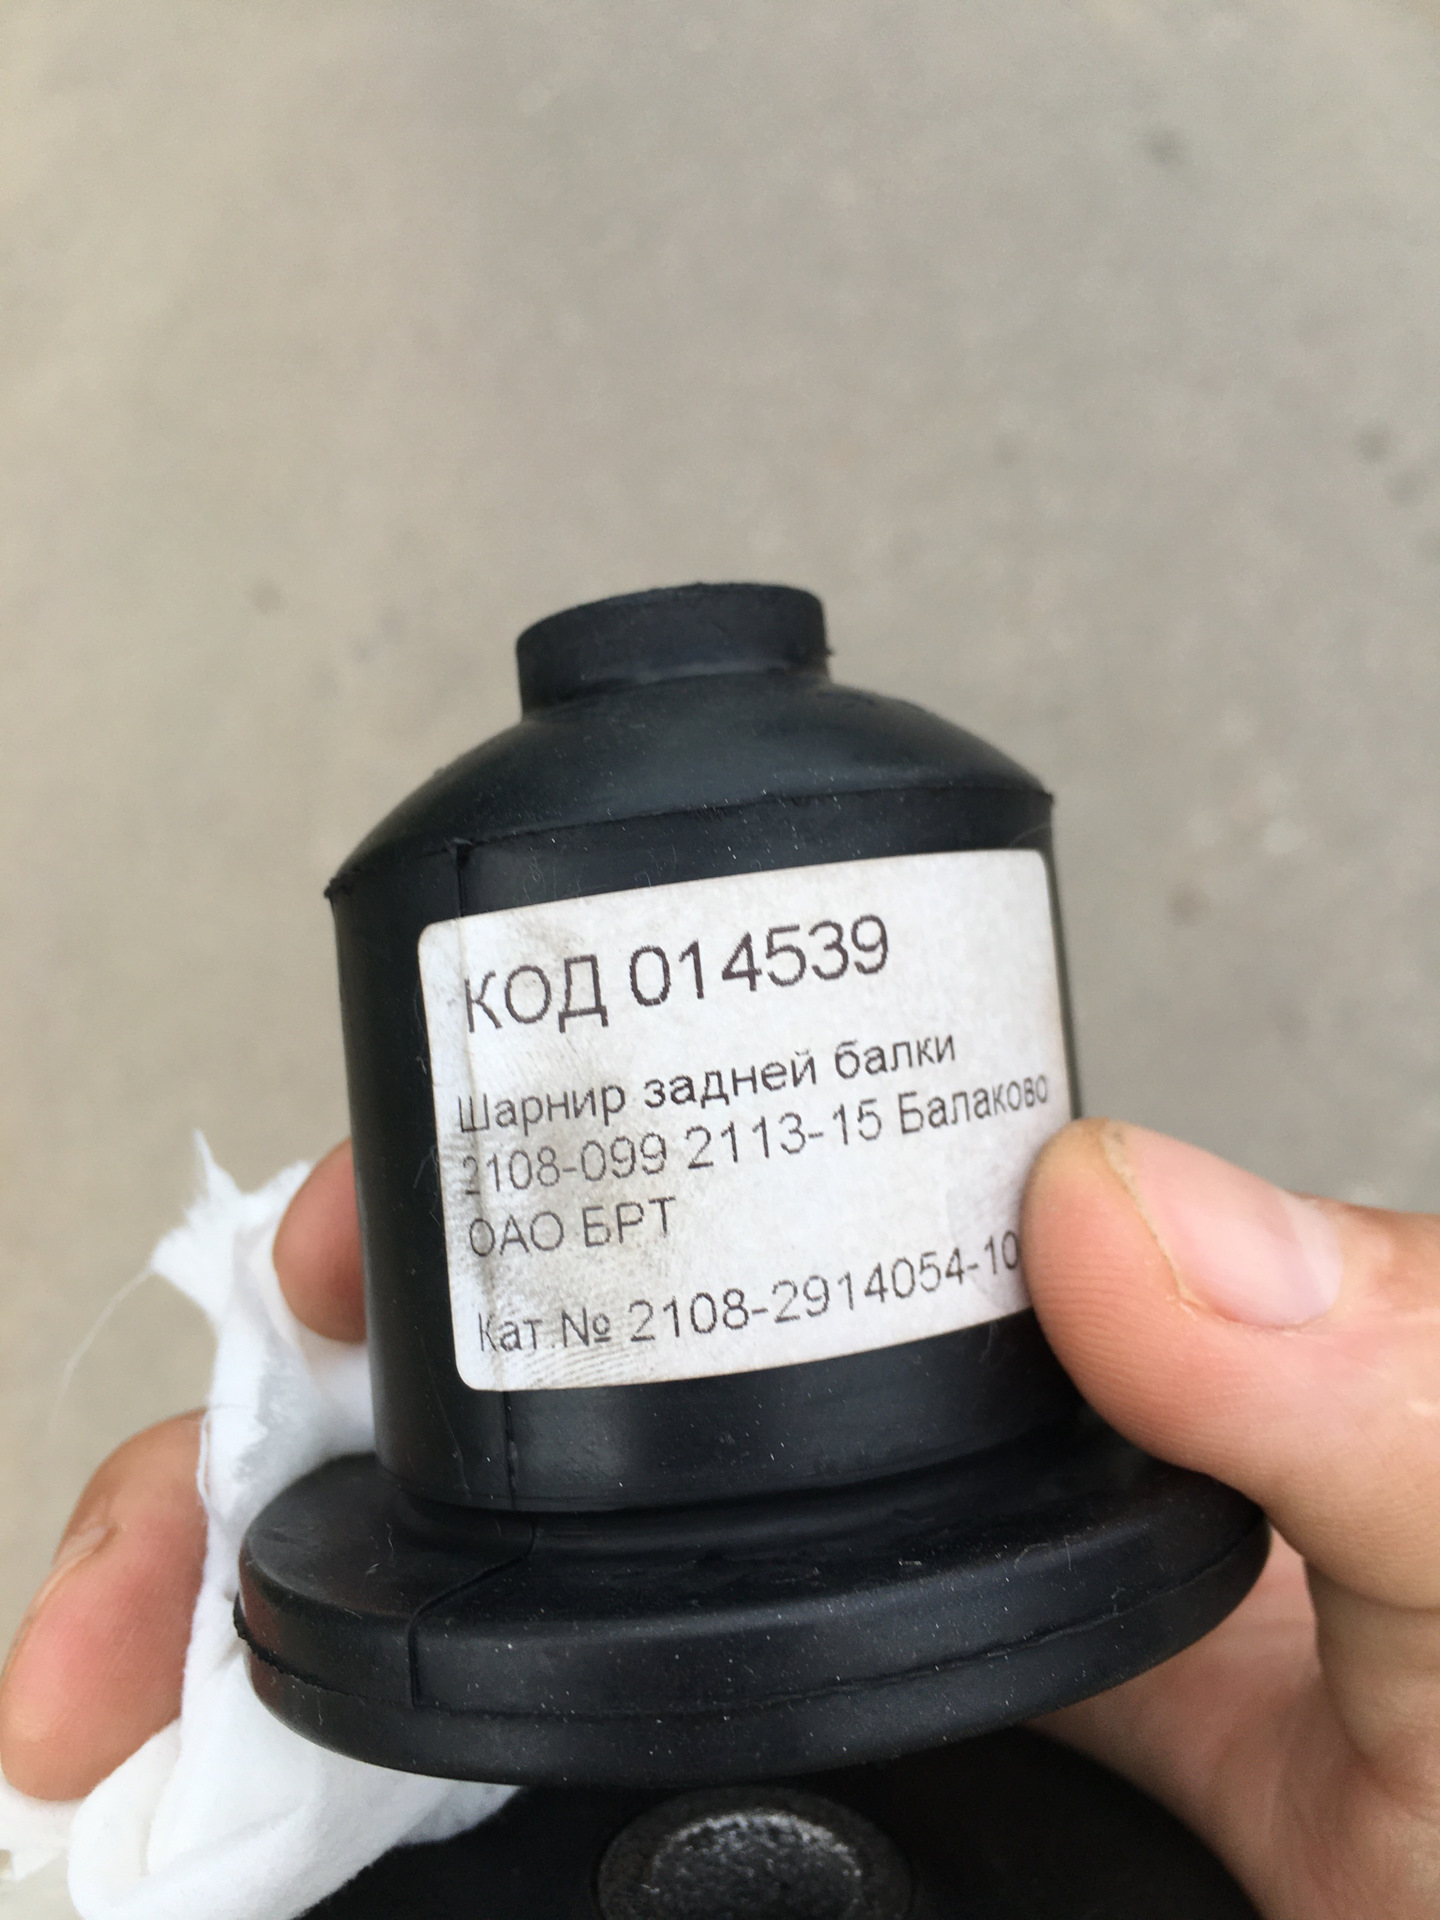 КОД 014539
Шарнир задней балки
2108-099 2113-15 Балаково
ОАО БРТ
Кат.№ 2108-2914054-10